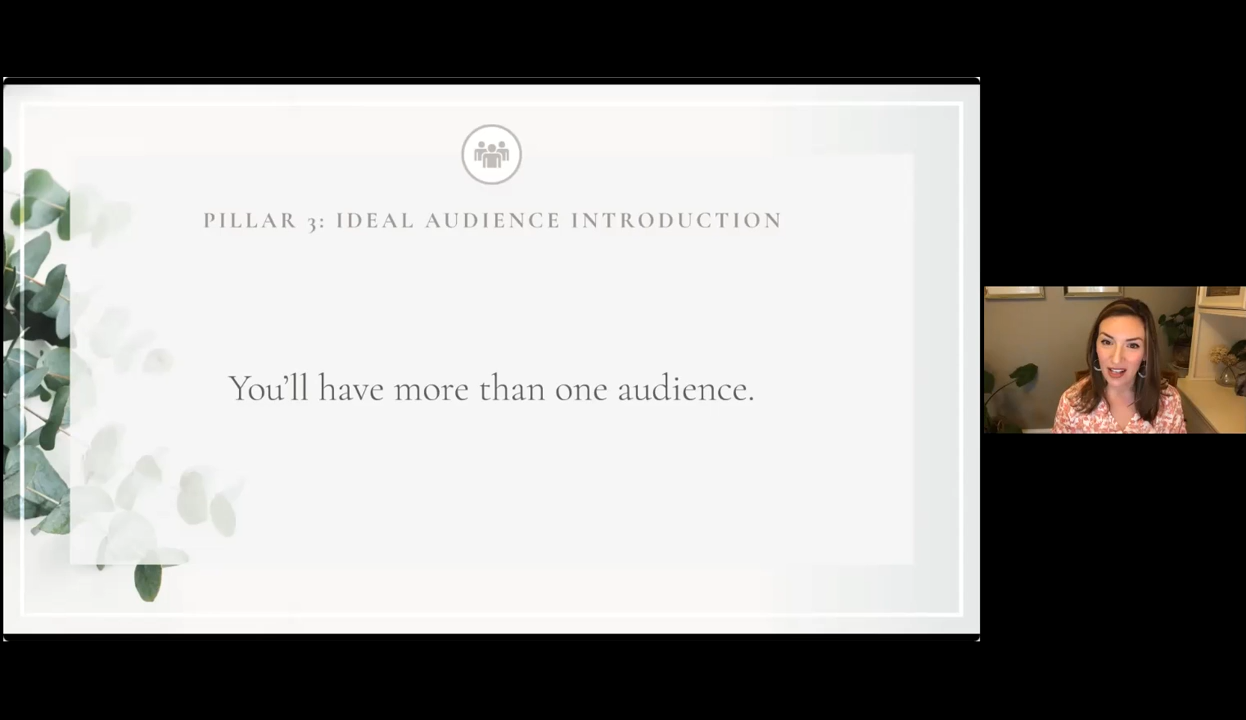 PILLAR 3: IDEAL AUDIENCE INTRODUCTION
You’ll have more than one audience.